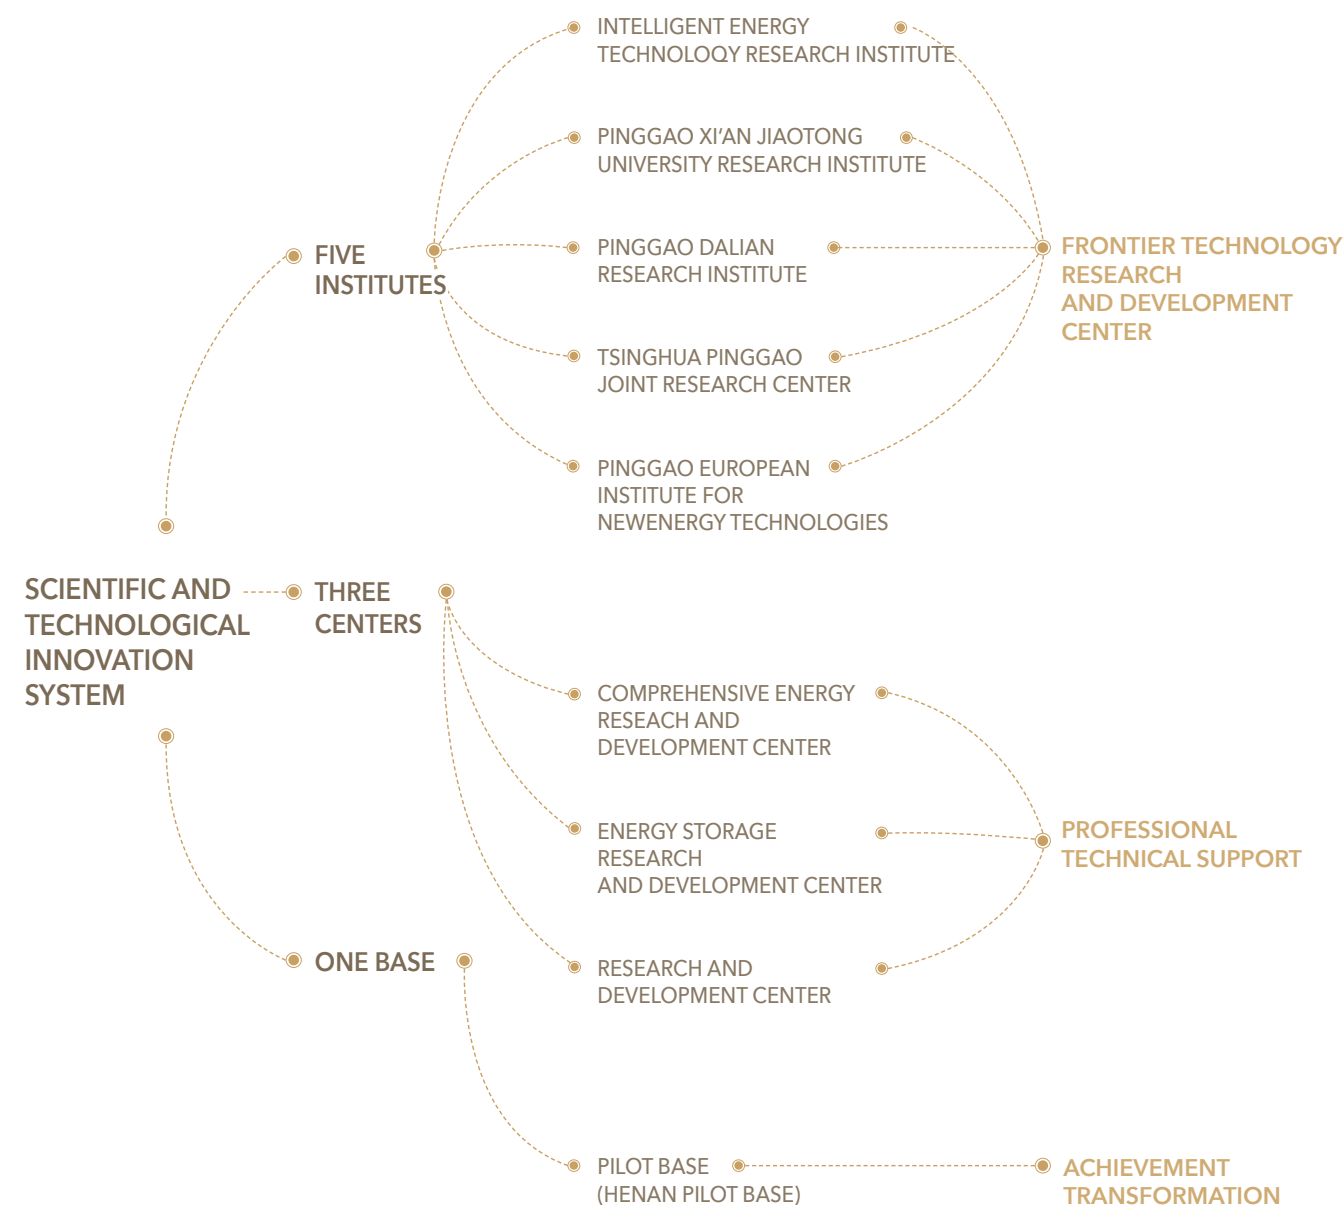 SCIENTIFIC AND
TECHNOLOGICAL
INNOVATION
SYSTEM
FIVE
INSTITUTES
INTELLIGENT ENERGY
TECHNOLOQY RESEARCH INSTITUTE
PINGGAO XI'AN JIAOTONG
UNIVERSITY RESEARCH INSTITUTE
PINGGAO DALIAN
RESEARCH INSTITUTE
TSINGHUA PINGGAO
JOINT RESEARCH CENTER
PINGGAO EUROPEAN
INSTITUTE FOR
NEWENERGY TECHNOLOGIES
FRONTIER TECHNOLOGY
RESEARCH
AND DEVELOPMENT
CENTER
THREE
CENTERS
COMPREHENSIVE ENERGY
RESEACH AND
DEVELOPMENT CENTER
ENERGY STORAGE
RESEARCH
AND DEVELOPMENT CENTER
RESEARCH AND
DEVELOPMENT CENTER
PROFESSIONAL
TECHNICAL SUPPORT
ONE BASE
PILOT BASE
(HENAN PILOT BASE)
ACHIEVEMENT
TRANSFORMATION